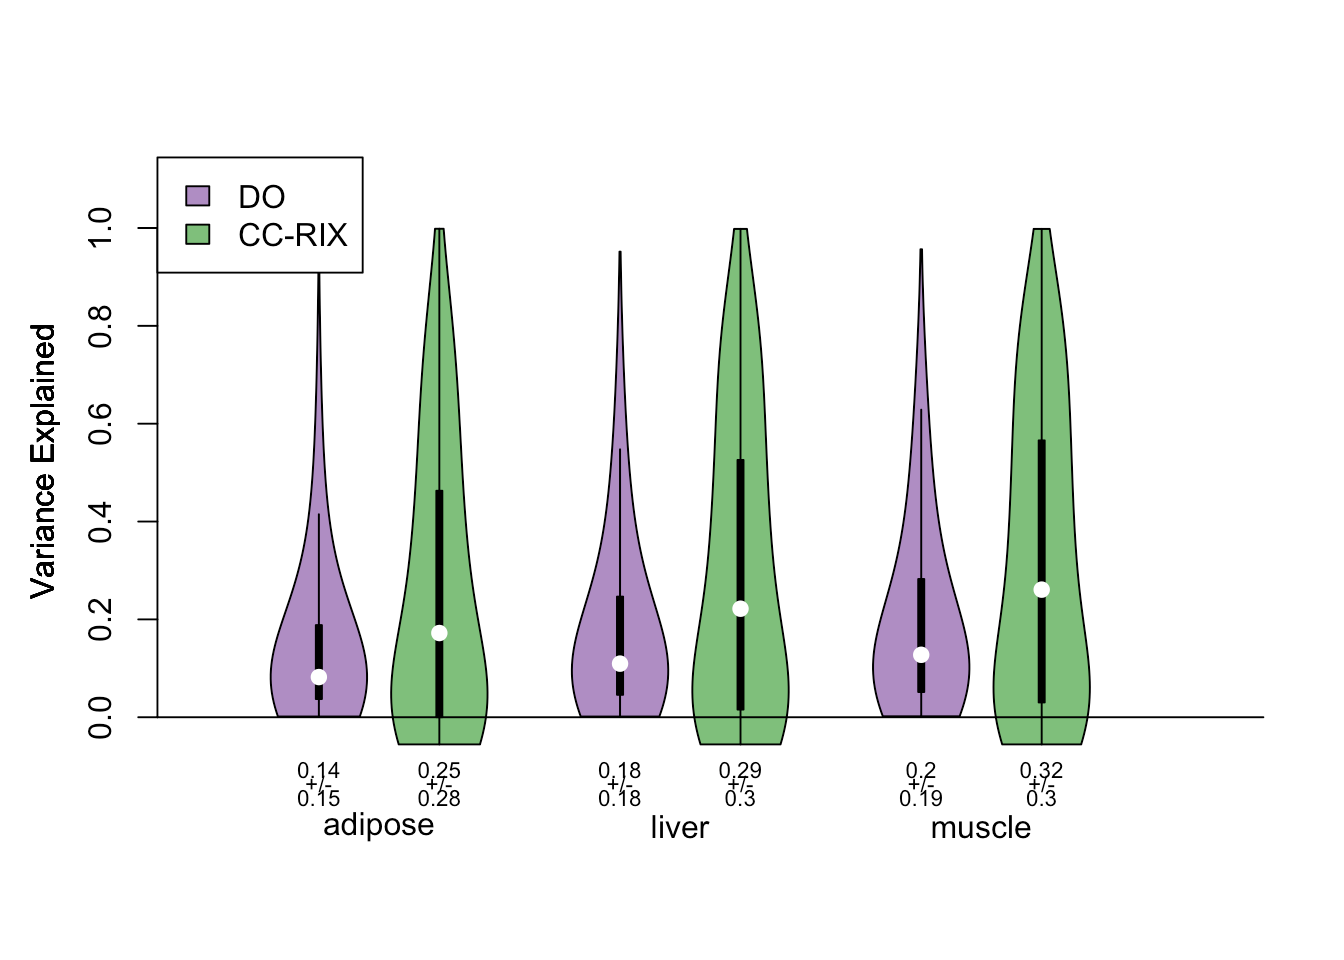 DO
CC-RIX
Variance Explained
1.0
0.8
0.6
0.4
0.2
0.0
0.14 0.25 0.18 0.29 0.2 0.32
+/- +/- +/- +/- +/- +/-
0.15 0.28 0.18 0.3 0.19 0.3
adipose liver muscle